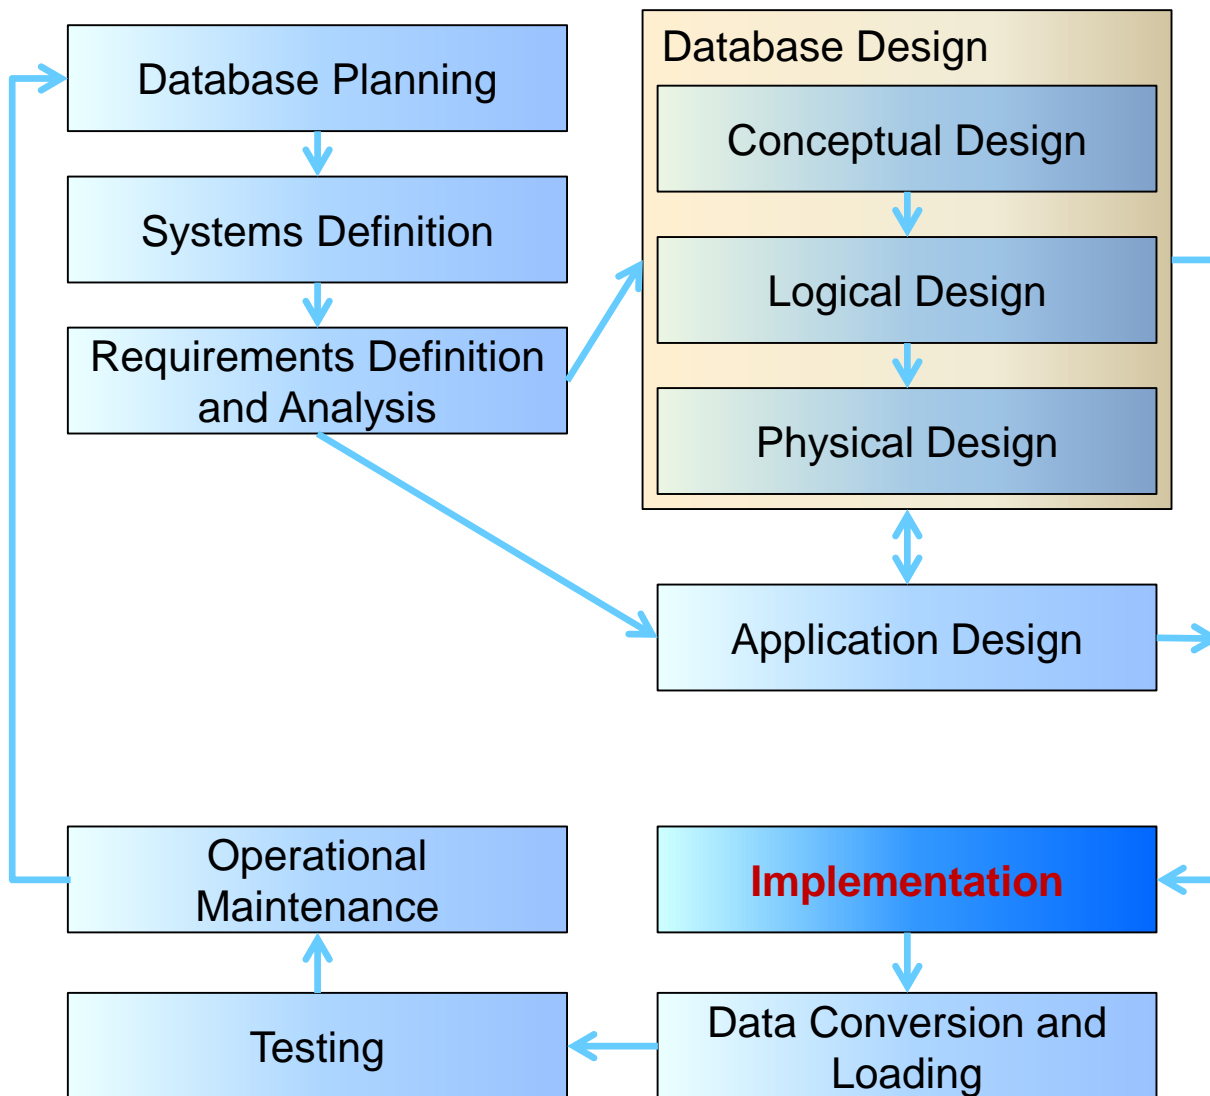 Database Planning
Systems Definition
Requirements Definition
and Analysis
Database Design
Conceptual Design
Logical Design
Physical Design
Application Design
Operational
Maintenance
Implementation
Testing
Data Conversion and
Loading